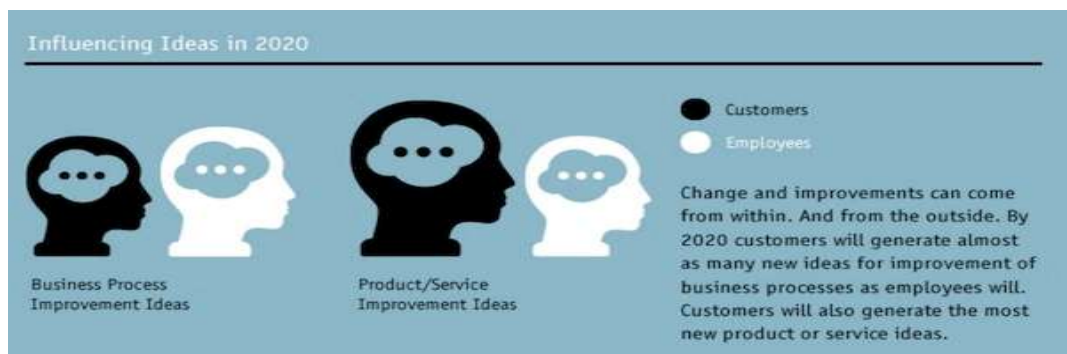 Influencing Ideas in 2020
Customers
Employees
Change and improvements can come
from within. And from the outside. By
2020 customers will generate almost
as many new ideas for improvement of
business processes as employees will.
Customers will also generate the most
new product or service ideas.
Business Process
Improvement Ideas
Product/Service
Improvement Ideas